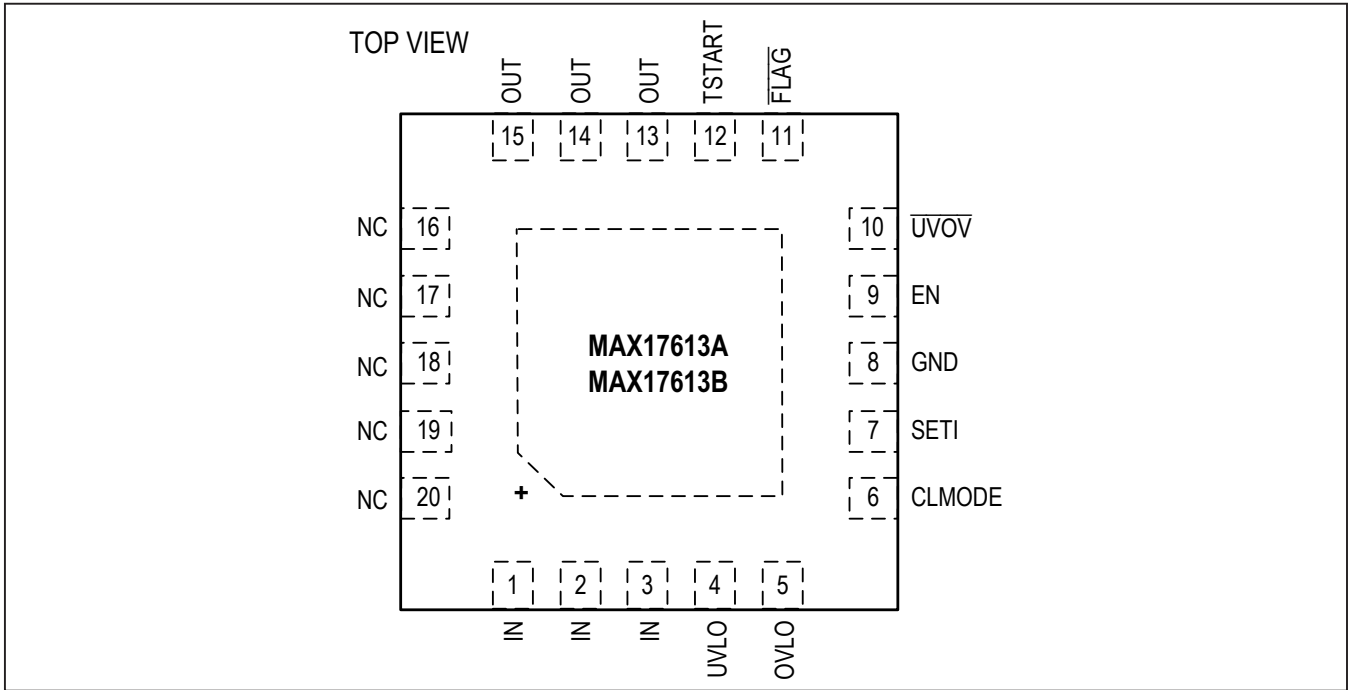 TOP VIEW
OUT OUT OUT TSTART F̅L̅A̅G̅
15 14 13 12 11
NC 16 10 U̅V̅O̅V̅
NC 17 9 EN
MAX17613A
MAX17613B
NC 18 8 GND
NC 19 7 SETI
NC 20 6 CLMODE
+
1 2 3 4 5
IN IN IN UVLO OVLO